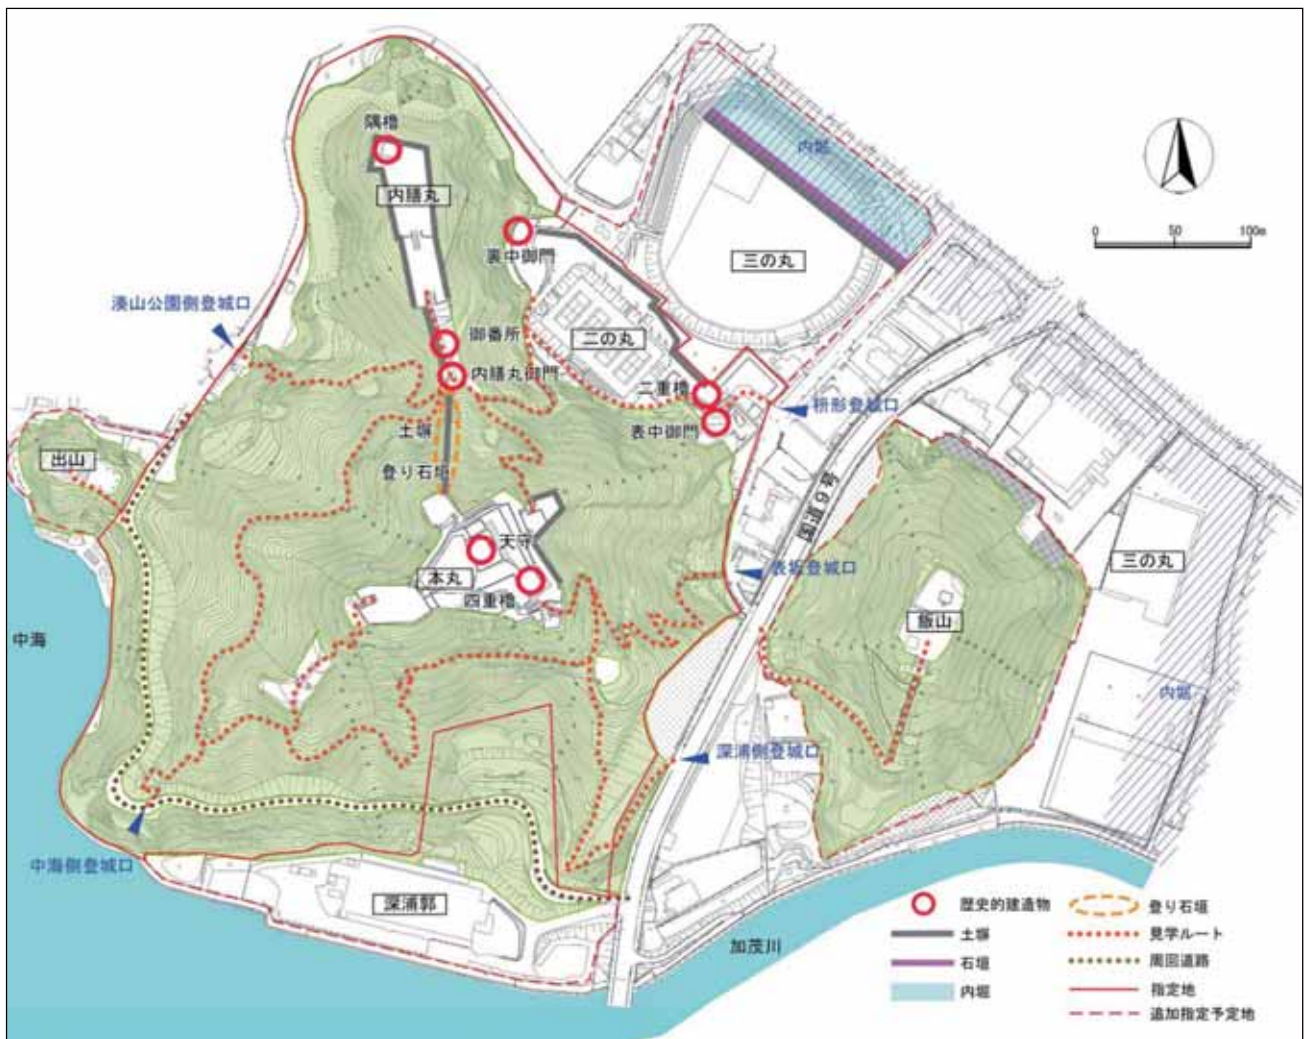 隅櫓
内膳丸
内堀
0 50 100m
裏中御門
三の丸
湊山公園側登城口
御番所
二の丸
内膳丸御門
二重櫓
枡形登城口
表中御門
土塀
出山
登り石垣
国道9号
天守
三の丸
表坂登城口
本丸
四重櫓
飯山
中海
内堀
深浦側登城口
中海側登城口
深浦郭
加茂川
歴史的建造物
登り石垣
土塀
見学ルート
石垣
周回道路
内堀
指定地
追加指定予定地